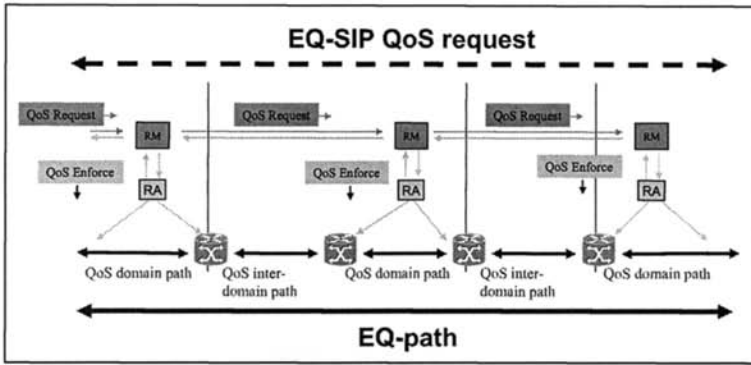 EQ-SIP QoS request
QoS Request
QoS Request
QoS Request
RM
RM
RM
QoS Enforce
QoS Enforce
QoS Enforce
RA
RA
RA
QoS domain path
QoS inter-
domain path
QoS domain path
QoS inter-
domain path
QoS domain path
EQ-path